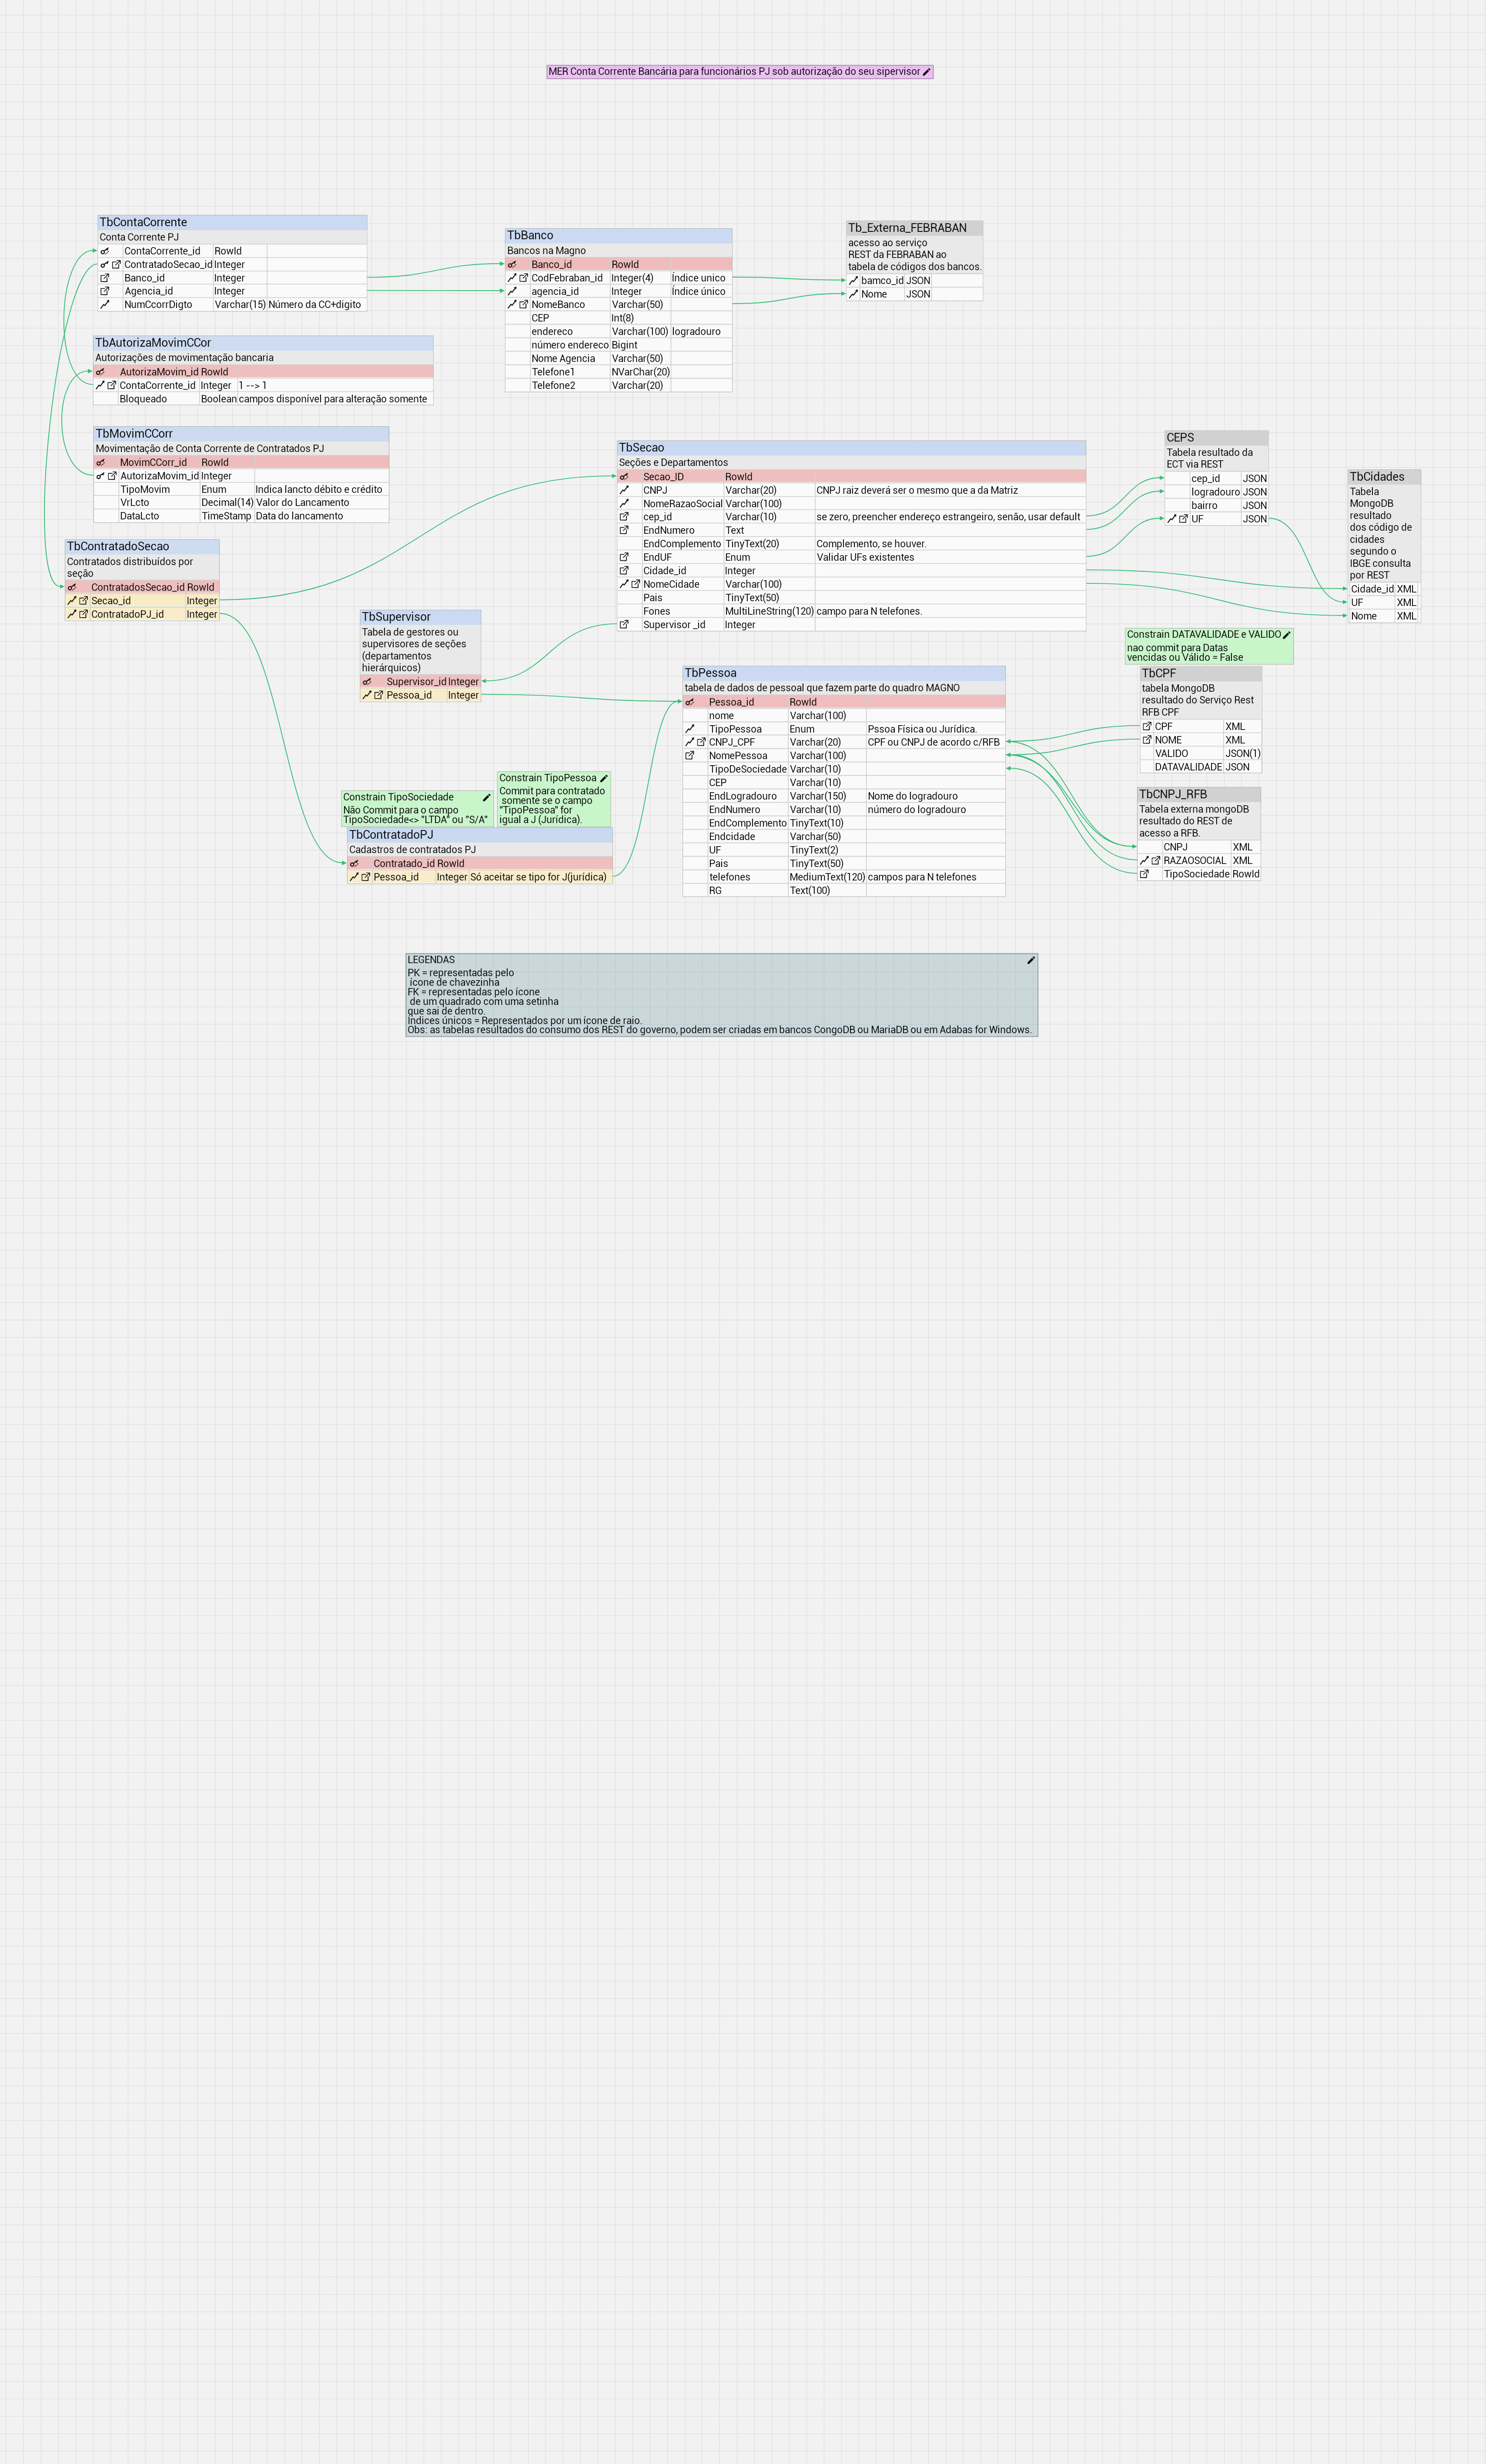 MER Conta Corrente Bancária para funcionários PJ sob autorização do seu sipervisor
TbContaCorrente
Conta Corrente PJ
ContaCorrente_id RowId
ContratadoSecao_id Integer
Banco_id Integer
Agencia_id Integer
NumCcorrDigto Varchar(15) Número da CC+digito
TbBanco
Bancos na Magno
Banco_id RowId
CodFebraban_id Integer(4) Índice unico
agencia_id Integer Índice único
NomeBanco Varchar(50)
CEP Int(8)
endereco Varchar(100) logradouro
número endereco Bigint
Nome Agencia Varchar(50)
Telefone1 NVarChar(20)
Telefone2 Varchar(20)
Tb_Externa_FEBRABAN
acesso ao serviço
REST da FEBRABAN ao
tabela de códigos dos bancos.
bamco_id JSON
Nome JSON
TbAutorizaMovimCCor
Autorizações de movimentação bancaria
AutorizaMovim_id RowId
ContaCorrente_id Integer 1 --> 1
Bloqueado Boolean campos disponível para alteração somente
TbMovimCCorr
Movimentação de Conta Corrente de Contratados PJ
MovimCCorr_id RowId
AutorizaMovim_id Integer
TipoMovim Enum Indica lancto débito e crédito
VrLcto Decimal(14) Valor do Lancamento
DataLcto TimeStamp Data do lancamento
TbSecao
Seções e Departamentos
Secao_ID RowId
CNPJ Varchar(20) CNPJ raiz deverá ser o mesmo que a da Matriz
NomeRazaoSocial Varchar(100)
cep_id Varchar(10) se zero, preencher endereço estrangeiro, senão, usar default
EndNumero Text
EndComplemento TinyText(20) Complemento, se houver.
EndUF Enum Validar UFs existentes
Cidade_id Integer
NomeCidade Varchar(100)
Pais TinyText(50)
Fones MultiLineString(120) campo para N telefones.
Supervisor _id Integer
CEPS
Tabela resultado da
ECT via REST
cep_id JSON
logradouro JSON
bairro JSON
UF JSON
TbCidades
Tabela
MongoDB
resultado
dos código de
cidades
segundo o
IBGE consulta
por REST
Cidade_id XML
UF XML
Nome XML
TbContratadoSecao
Contratados distribuídos por
seção
ContratadosSecao_id RowId
Secao_id Integer
ContratadoPJ_id Integer
TbSupervisor
Tabela de gestores ou
supervisores de seções
(departamentos
hierárquicos)
Supervisor_id Integer
Pessoa_id Integer
Constrain DATAVALIDADE e VALIDO
nao commit para Datas
vencidas ou Válido = False
TbPessoa
tabela de dados de pessoal que fazem parte do quadro MAGNO
Pessoa_id RowId
nome Varchar(100)
TipoPessoa Enum Pssoa Física ou Jurídica.
CNPJ_CPF Varchar(20) CPF ou CNPJ de acordo c/RFB
NomePessoa Varchar(100)
TipoDeSociedade Varchar(10)
CEP Varchar(10)
EndLogradouro Varchar(150) Nome do logradouro
EndNumero Varchar(10) número do logradouro
EndComplemento TinyText(10)
Endcidade Varchar(50)
UF TinyText(2)
Pais TinyText(50)
telefones MediumText(120) campos para N telefones
RG Text(100)
TbCPF
tabela MongoDB
resultado do Serviço Rest
RFB CPF
CPF XML
NOME XML
VALIDO JSON(1)
DATAVALIDADE JSON
TbCNPJ_RFB
Tabela externa mongoDB
resultado do REST de
acesso a RFB.
CNPJ XML
RAZAOSOCIAL XML
TipoSociedade RowId
Constrain TipoSociedade
Não Commit para o campo
TipoSociedade<> "LTDA" ou "S/A"
Constrain TipoPessoa
Commit para contratado
somente se o campo
"TipoPessoa" for
igual a J (Jurídica).
TbContratadoPJ
Cadastros de contratados PJ
Contratado_id RowId
Pessoa_id Integer Só aceitar se tipo for J(jurídica)
LEGENDAS
PK = representadas pelo
ícone de chavezinha
FK = representadas pelo ícone
de um quadrado com uma setinha
que sai de dentro.
Indices únicos = Representados por um ícone de raio.
Obs: as tabelas resultados do consumo dos REST do governo, podem ser criadas em bancos CongoDB ou MariaDB ou em Adabas for Windows.